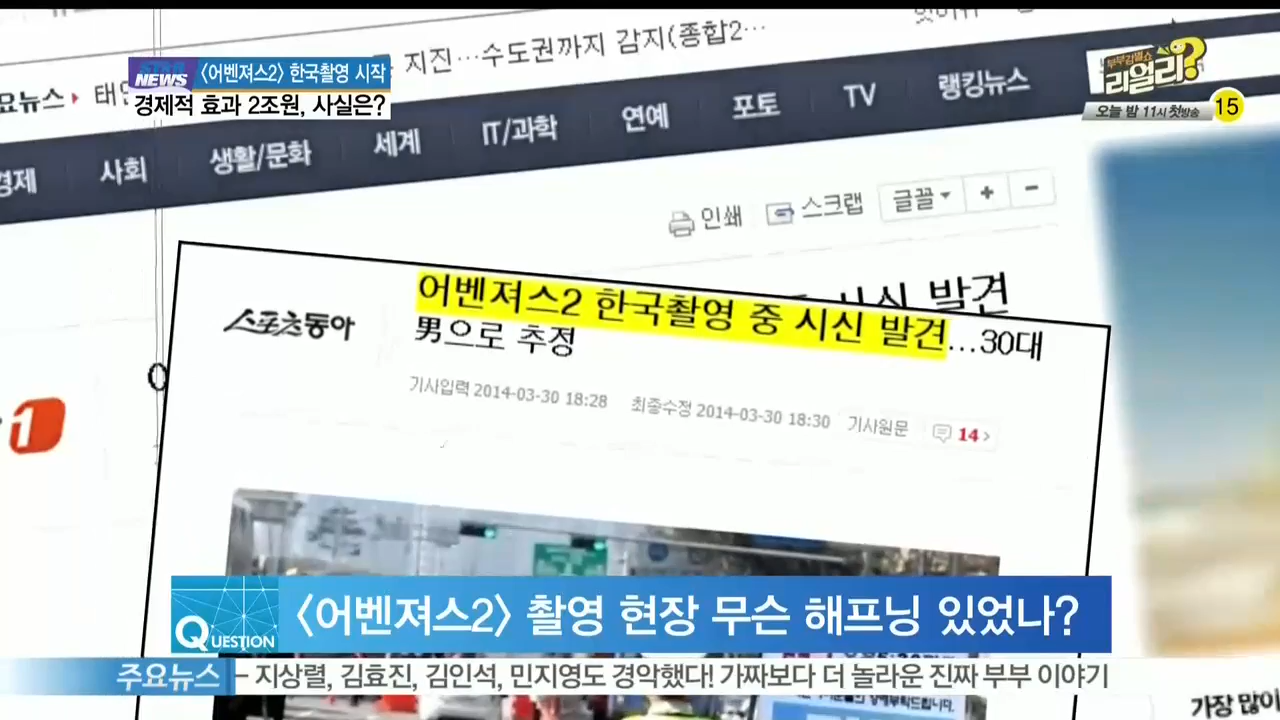 지진…수도권까지 감지(종합2…
STAR NEWS
<어벤져스2> 한국촬영 시작
경제적 효과 2조원, 사실은?
부부감별쇼
리얼리?
오늘 밤 11시 첫방송
15
요뉴스 태안
경제 사회 생활/문화 세계 IT/과학 연예 포토 TV 랭킹뉴스
인쇄 스크랩 글꼴 + -
시신 발견
스포츠동아
어벤져스2 한국촬영 중 시신 발견…30대
男으로 추정
기사입력 2014-03-30 18:28 최종수정 2014-03-30 18:30 기사원문 14
1
QUESTION
<어벤져스2> 촬영 현장 무슨 해프닝 있었나?
주요뉴스
- 지상렬, 김효진, 김인석, 민지영도 경악했다! 가짜보다 더 놀라운 진짜 부부 이야기
가장 많이